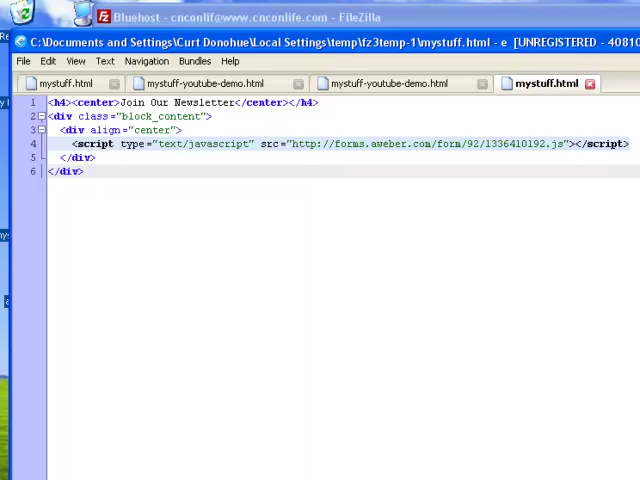 Bluehost - cnconlif@www.cnconlife.com - FileZilla
C:\Documents and Settings\Curt Donohue\Local Settings\temp\fz3temp-1\mystuff.html - e [UNREGISTERED - 40810
File Edit View Text Navigation Bundles Help
mystuff.html mystuff-youtube-demo.html mystuff-youtube-demo.html mystuff.html
1 <h4><center>Join Our Newsletter</center></h4>
2 <div class="block_content">
3 <div align="center">
4 <script type="text/javascript" src="http://forms.aweber.com/form/92/1336410192.js"></script>
5 </div>
6 </div>